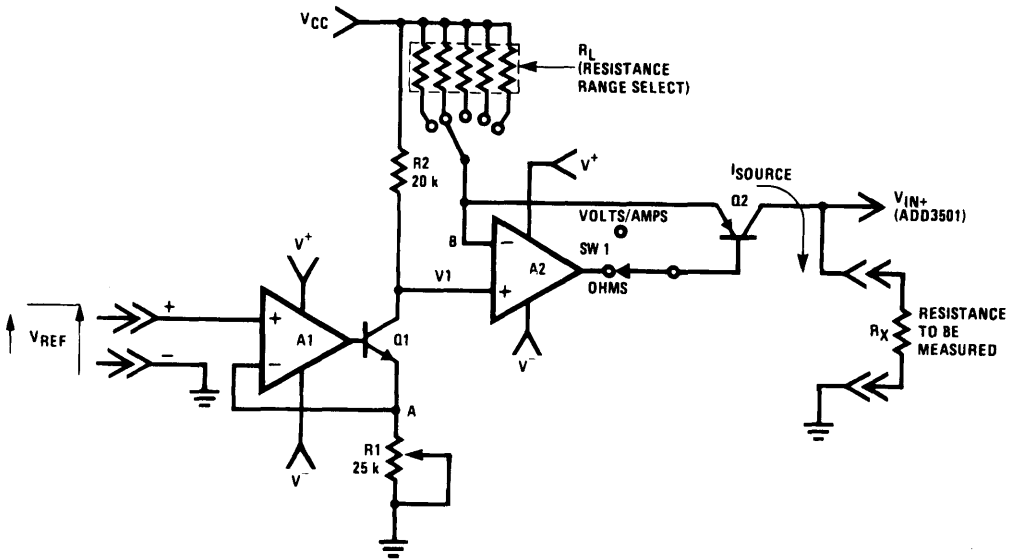 VCC
RL
(RESISTANCE
RANGE SELECT)
R2
20 k
V+
ISOURCE
Q2
VIN+
(ADD3501)
VOLTS/AMPS
B
−
SW 1
A2
V1
+
OHMS
V+
V−
+
VREF
+
A1
Q1
−
−
RX
RESISTANCE
TO BE
MEASURED
A
R1
25 k
V−